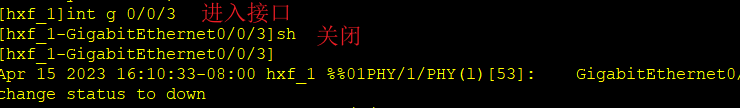 [hxf_1]int g 0/0/3 进入接口
[hxf_1-GigabitEthernet0/0/3]sh 关闭
[hxf_1-GigabitEthernet0/0/3]
Apr 15 2023 16:10:33-08:00 hxf_1 %%01PHY/1/PHY(l)[53]: GigabitEthernet0/
change status to down